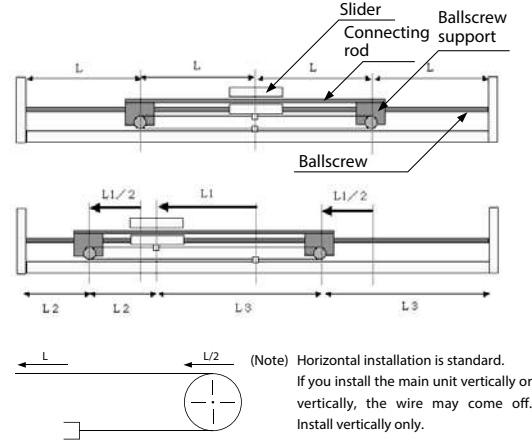 Slider
Connecting
rod
Ballscrew
support
L L L L
Ballscrew
L1/2 L1 L1/2
L2 L2 L3 L3
L L/2
(Note) Horizontal installation is standard.
If you install the main unit vertically or
vertically, the wire may come off.
Install vertically only.